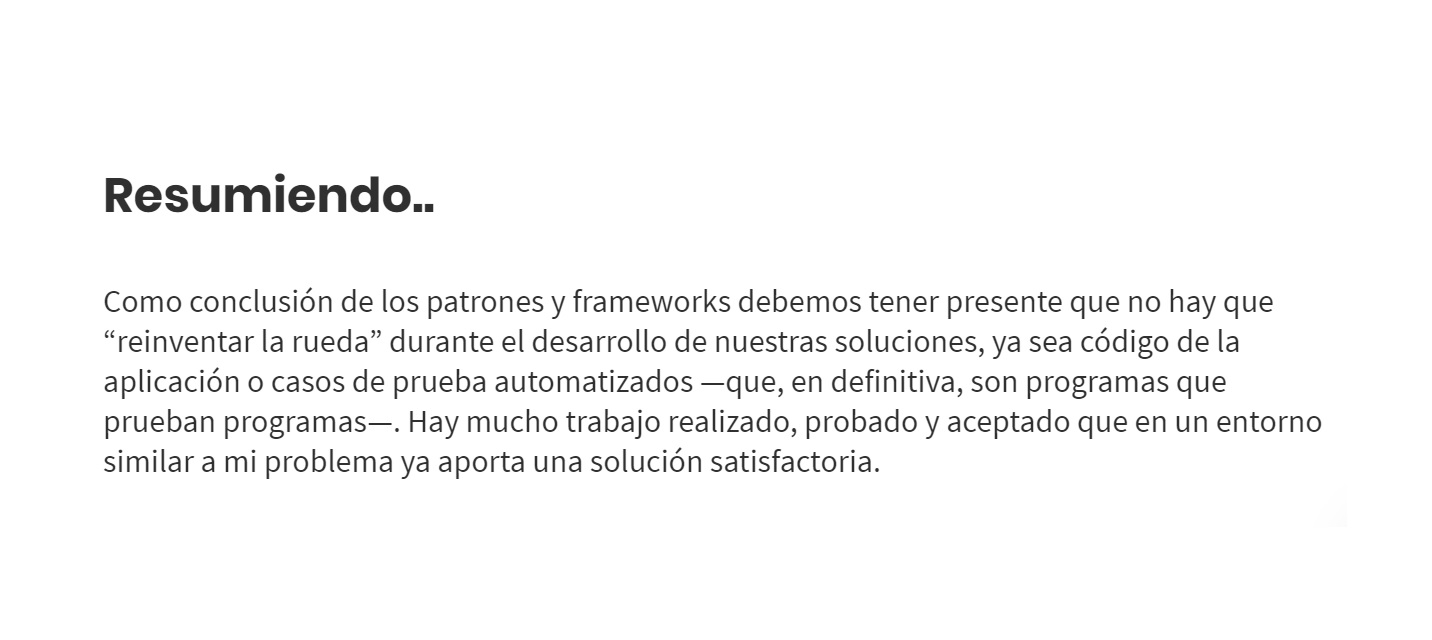 Resumiendo..
Como conclusión de los patrones y frameworks debemos tener presente que no hay que
“reinventar la rueda” durante el desarrollo de nuestras soluciones, ya sea código de la
aplicación o casos de prueba automatizados —que, en definitiva, son programas que
prueban programas—. Hay mucho trabajo realizado, probado y aceptado que en un entorno
similar a mi problema ya aporta una solución satisfactoria.